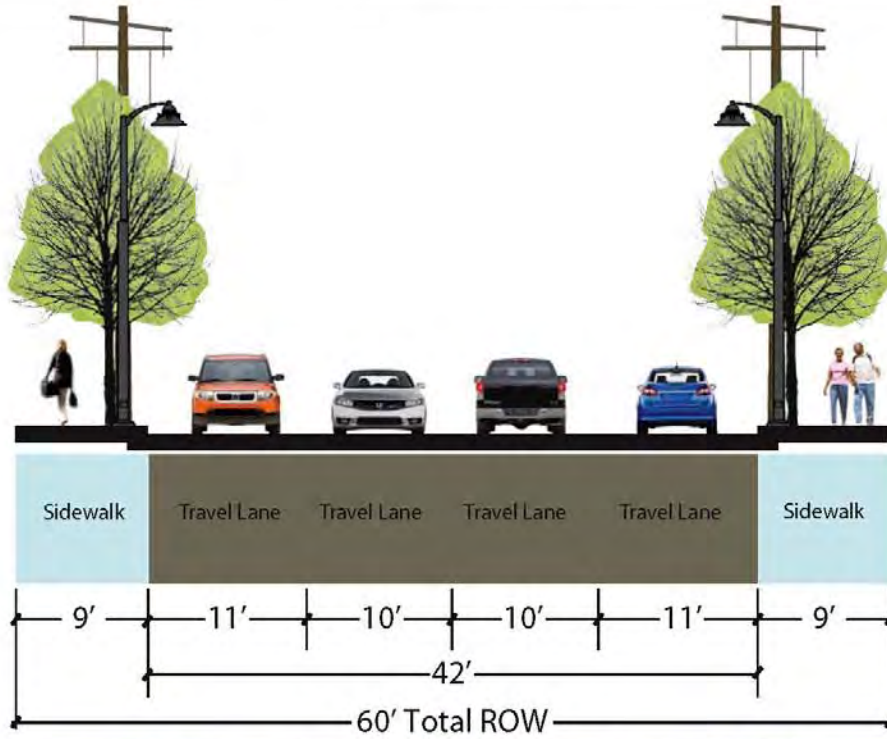 Sidewalk Travel Lane Travel Lane Travel Lane Travel Lane Sidewalk
9' 11' 10' 10' 11' 9'
42'
60' Total ROW